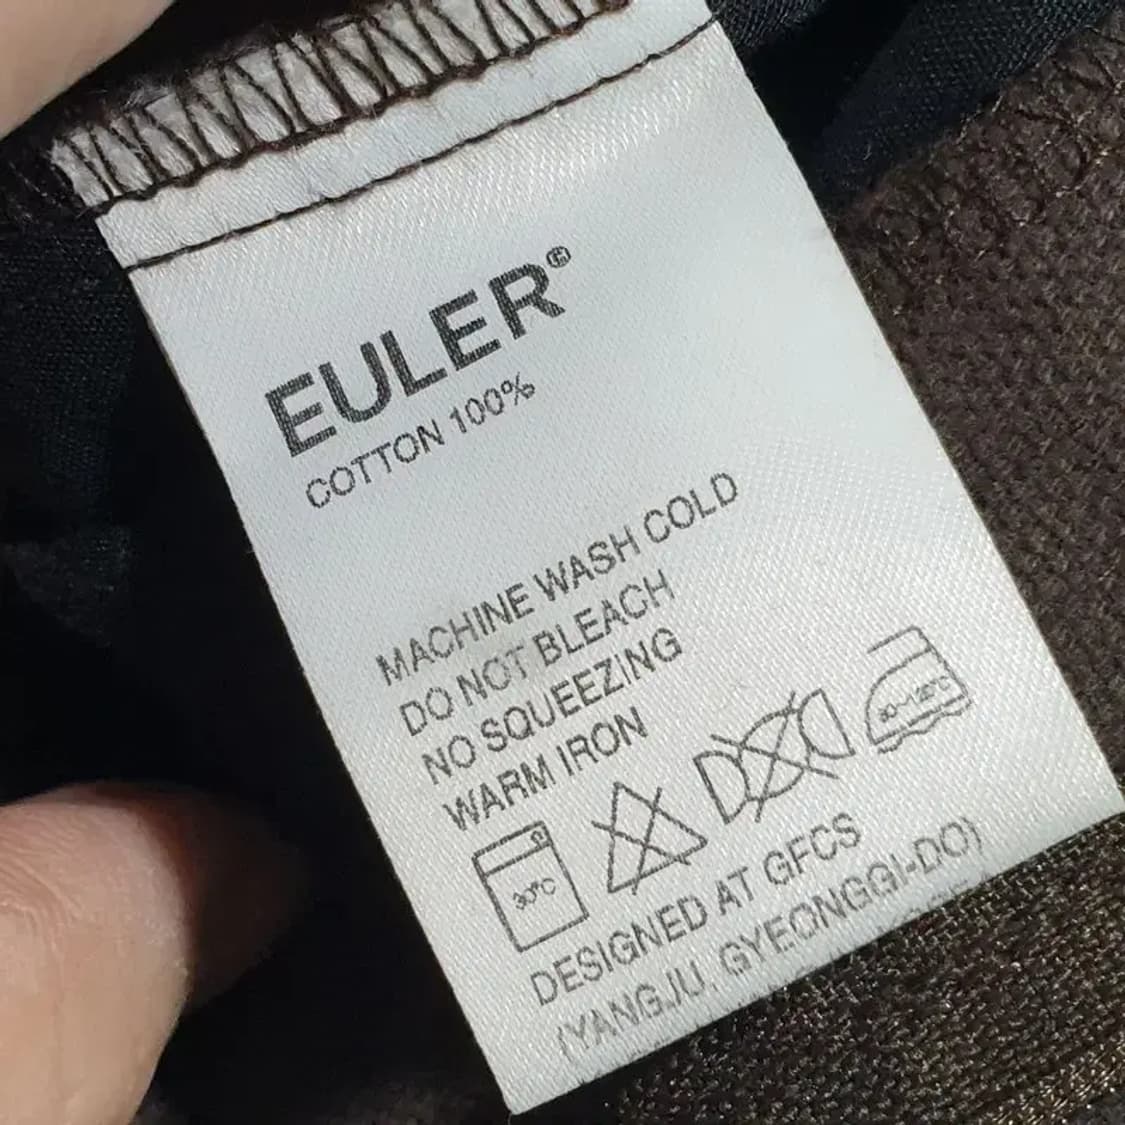 EULER©
COTTON 100%
MACHINE WASH COLD
DO NOT BLEACH
NO SQUEEZING
WARM IRON
30°C
DESIGNED AT GFCS
(YANGJU, GYEONGGI-DO)